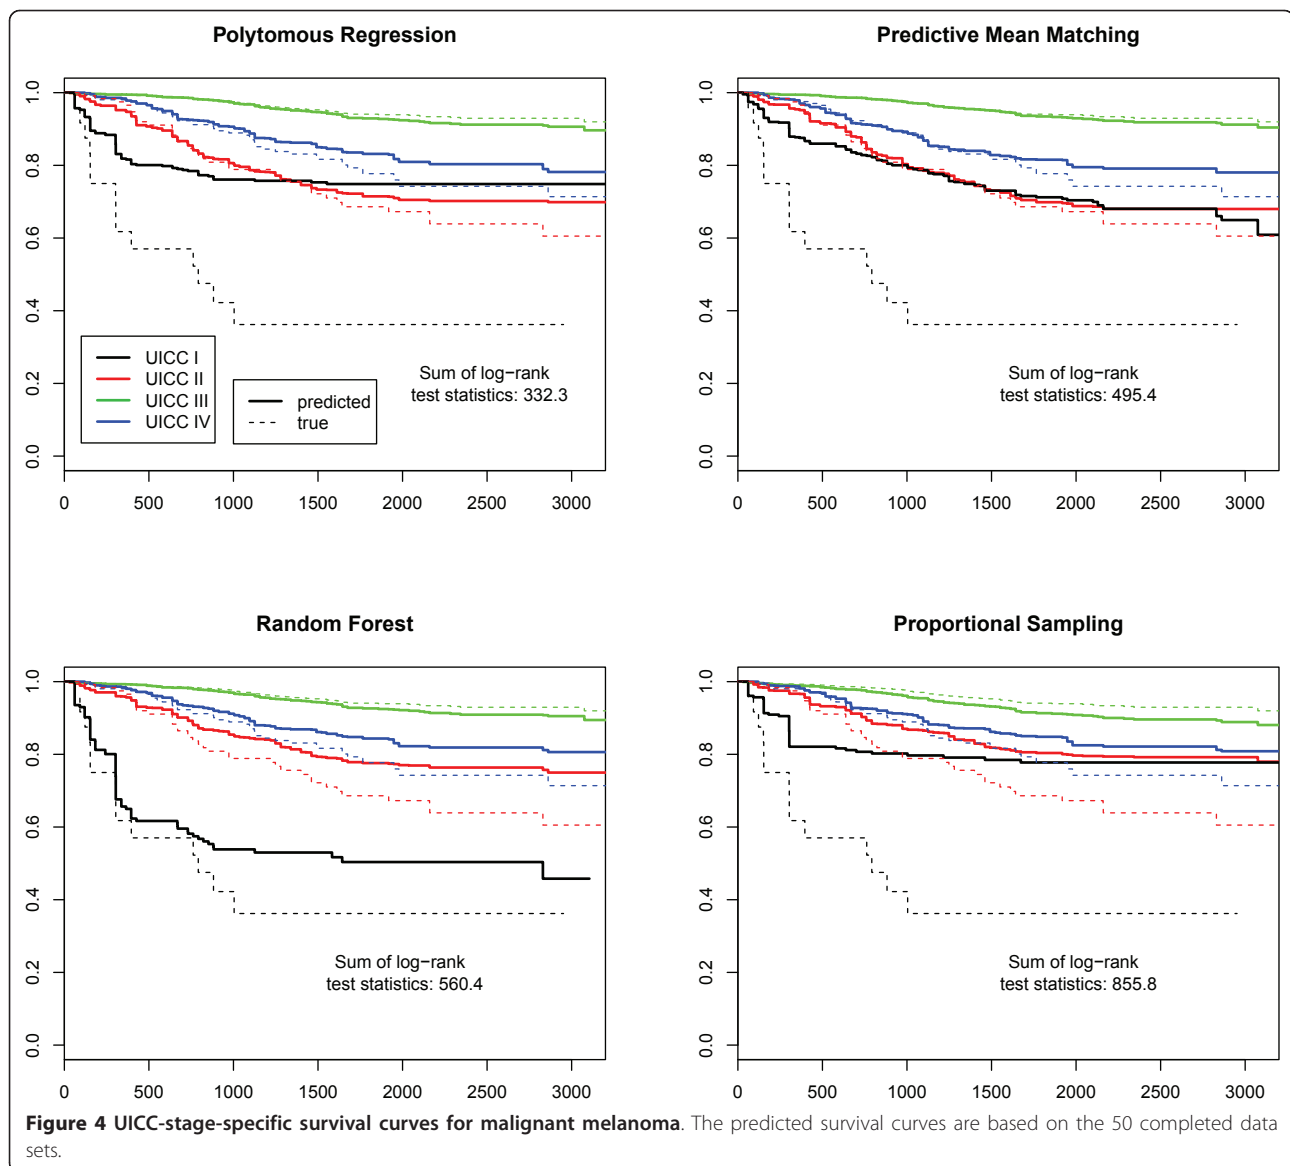 Polytomous Regression
1.0
0.8
0.6
0.4
0.2
0.0
UICC I
UICC II
UICC III
UICC IV
predicted
true
Sum of log−rank
test statistics: 332.3
0 500 1000 1500 2000 2500 3000
Predictive Mean Matching
1.0
0.8
0.6
0.4
0.2
0.0
Sum of log−rank
test statistics: 495.4
0 500 1000 1500 2000 2500 3000
Random Forest
1.0
0.8
0.6
0.4
0.2
0.0
Sum of log−rank
test statistics: 560.4
0 500 1000 1500 2000 2500 3000
Proportional Sampling
1.0
0.8
0.6
0.4
0.2
0.0
Sum of log−rank
test statistics: 855.8
0 500 1000 1500 2000 2500 3000
Figure 4 UICC-stage-specific survival curves for malignant melanoma. The predicted survival curves are based on the 50 completed data
sets.